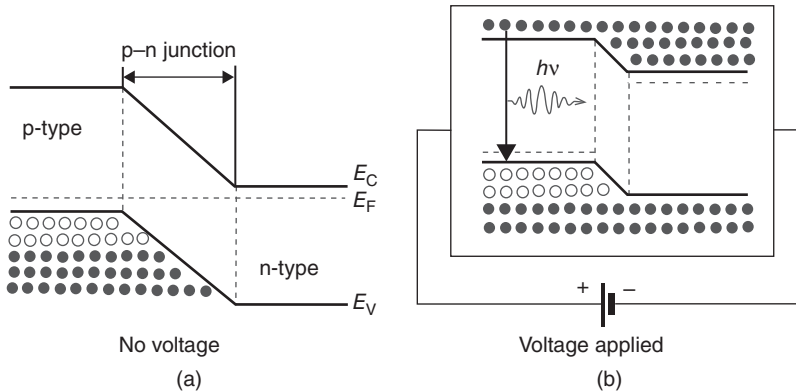 p–n junction
p-type
E_C
E_F
n-type
E_V
No voltage
(a)
hν
+ –
Voltage applied
(b)